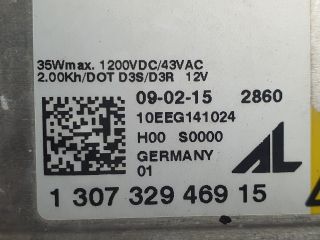 35Wmax. 1200VDC/43VAC
2.00Kh/DOT D3S/D3R 12V
09-02-15 2860
10EEG141024
H00 S0000
GERMANY
01
AL
1 307 329 469 15